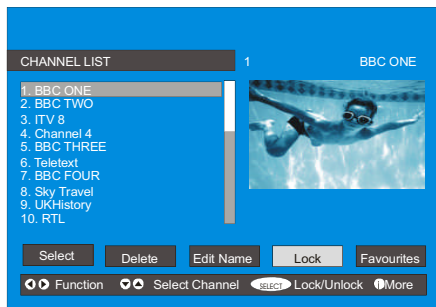 CHANNEL LIST
1 BBC ONE
1. BBC ONE
2. BBC TWO
3. ITV 8
4. Channel 4
5. BBC THREE
6. Teletext
7. BBC FOUR
8. Sky Travel
9. UKHistory
10. RTL
Select Delete Edit Name Lock Favourites
Function Select Channel SELECT Lock/Unlock i More